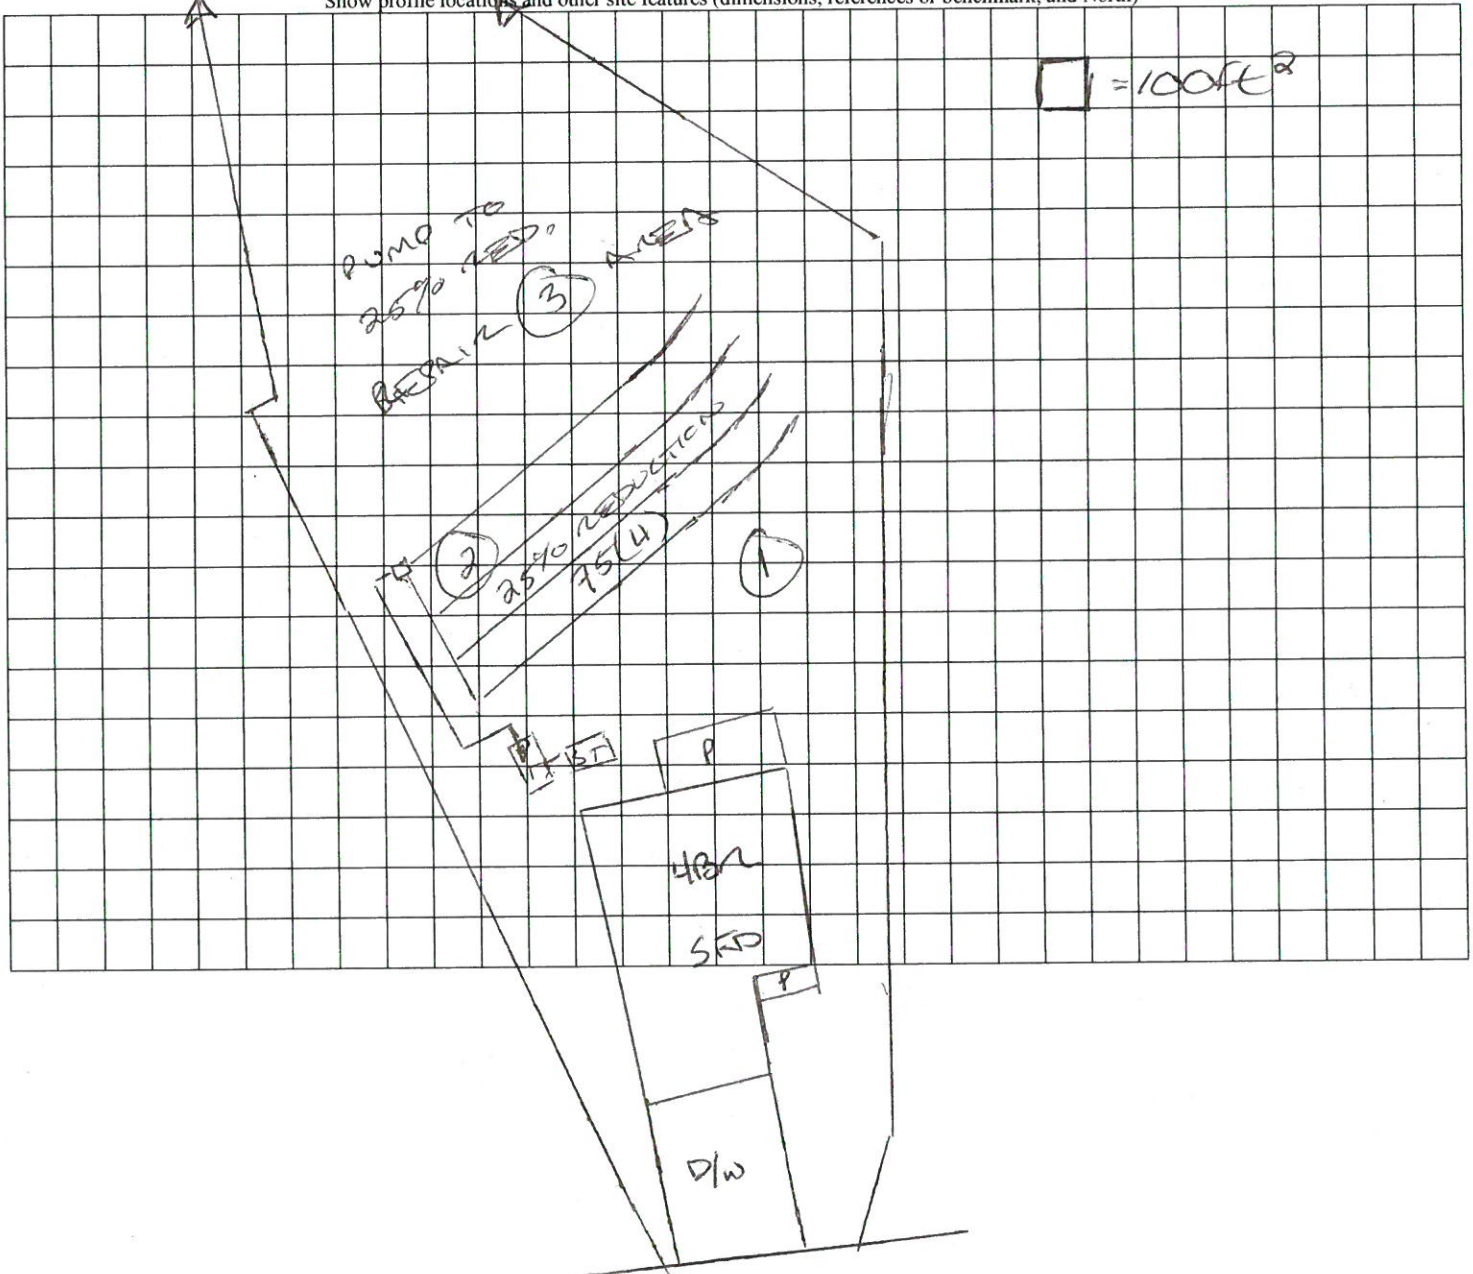 Show profile locations and other site features (dimensions, references or benchmark, and North)
= 100ft²
PUMP TO
25% RED.
REPAIR AREA
3
2
25% REDUCTION
75(4)
1
P
T
ST
P
4BR
SFD
P
D/W